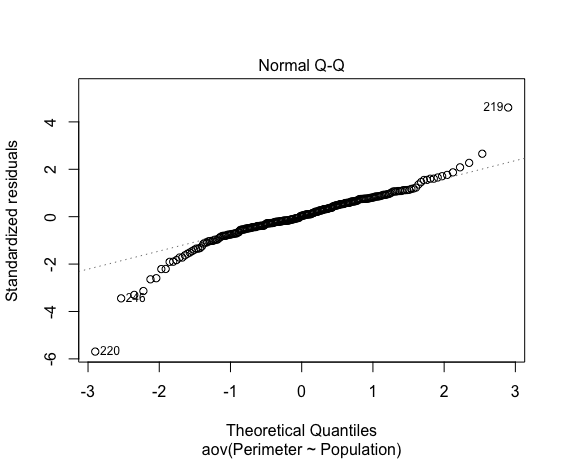 Normal Q-Q
219
4
2
0
-2
-4
-6
246
220
Standardized residuals
-3 -2 -1 0 1 2 3
Theoretical Quantiles
aov(Perimeter ~ Population)